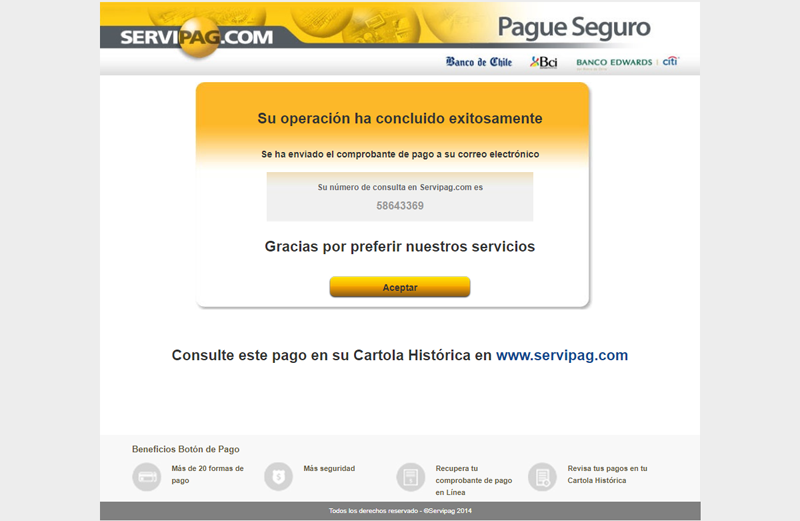 SERVIPAG.COM
Pague Seguro
Banco de Chile
Bci
BANCO EDWARDS | citi
Su operación ha concluido exitosamente
Se ha enviado el comprobante de pago a su correo electrónico
Su número de consulta en Servipag.com es
58643369
Gracias por preferir nuestros servicios
Aceptar
Consulte este pago en su Cartola Histórica en www.servipag.com
Beneficios Botón de Pago
Más de 20 formas de
pago
Más seguridad
Recupera tu
comprobante de pago
en Línea
Revisa tus pagos en tu
Cartola Histórica
Todos los derechos reservado - ©Servipag 2014